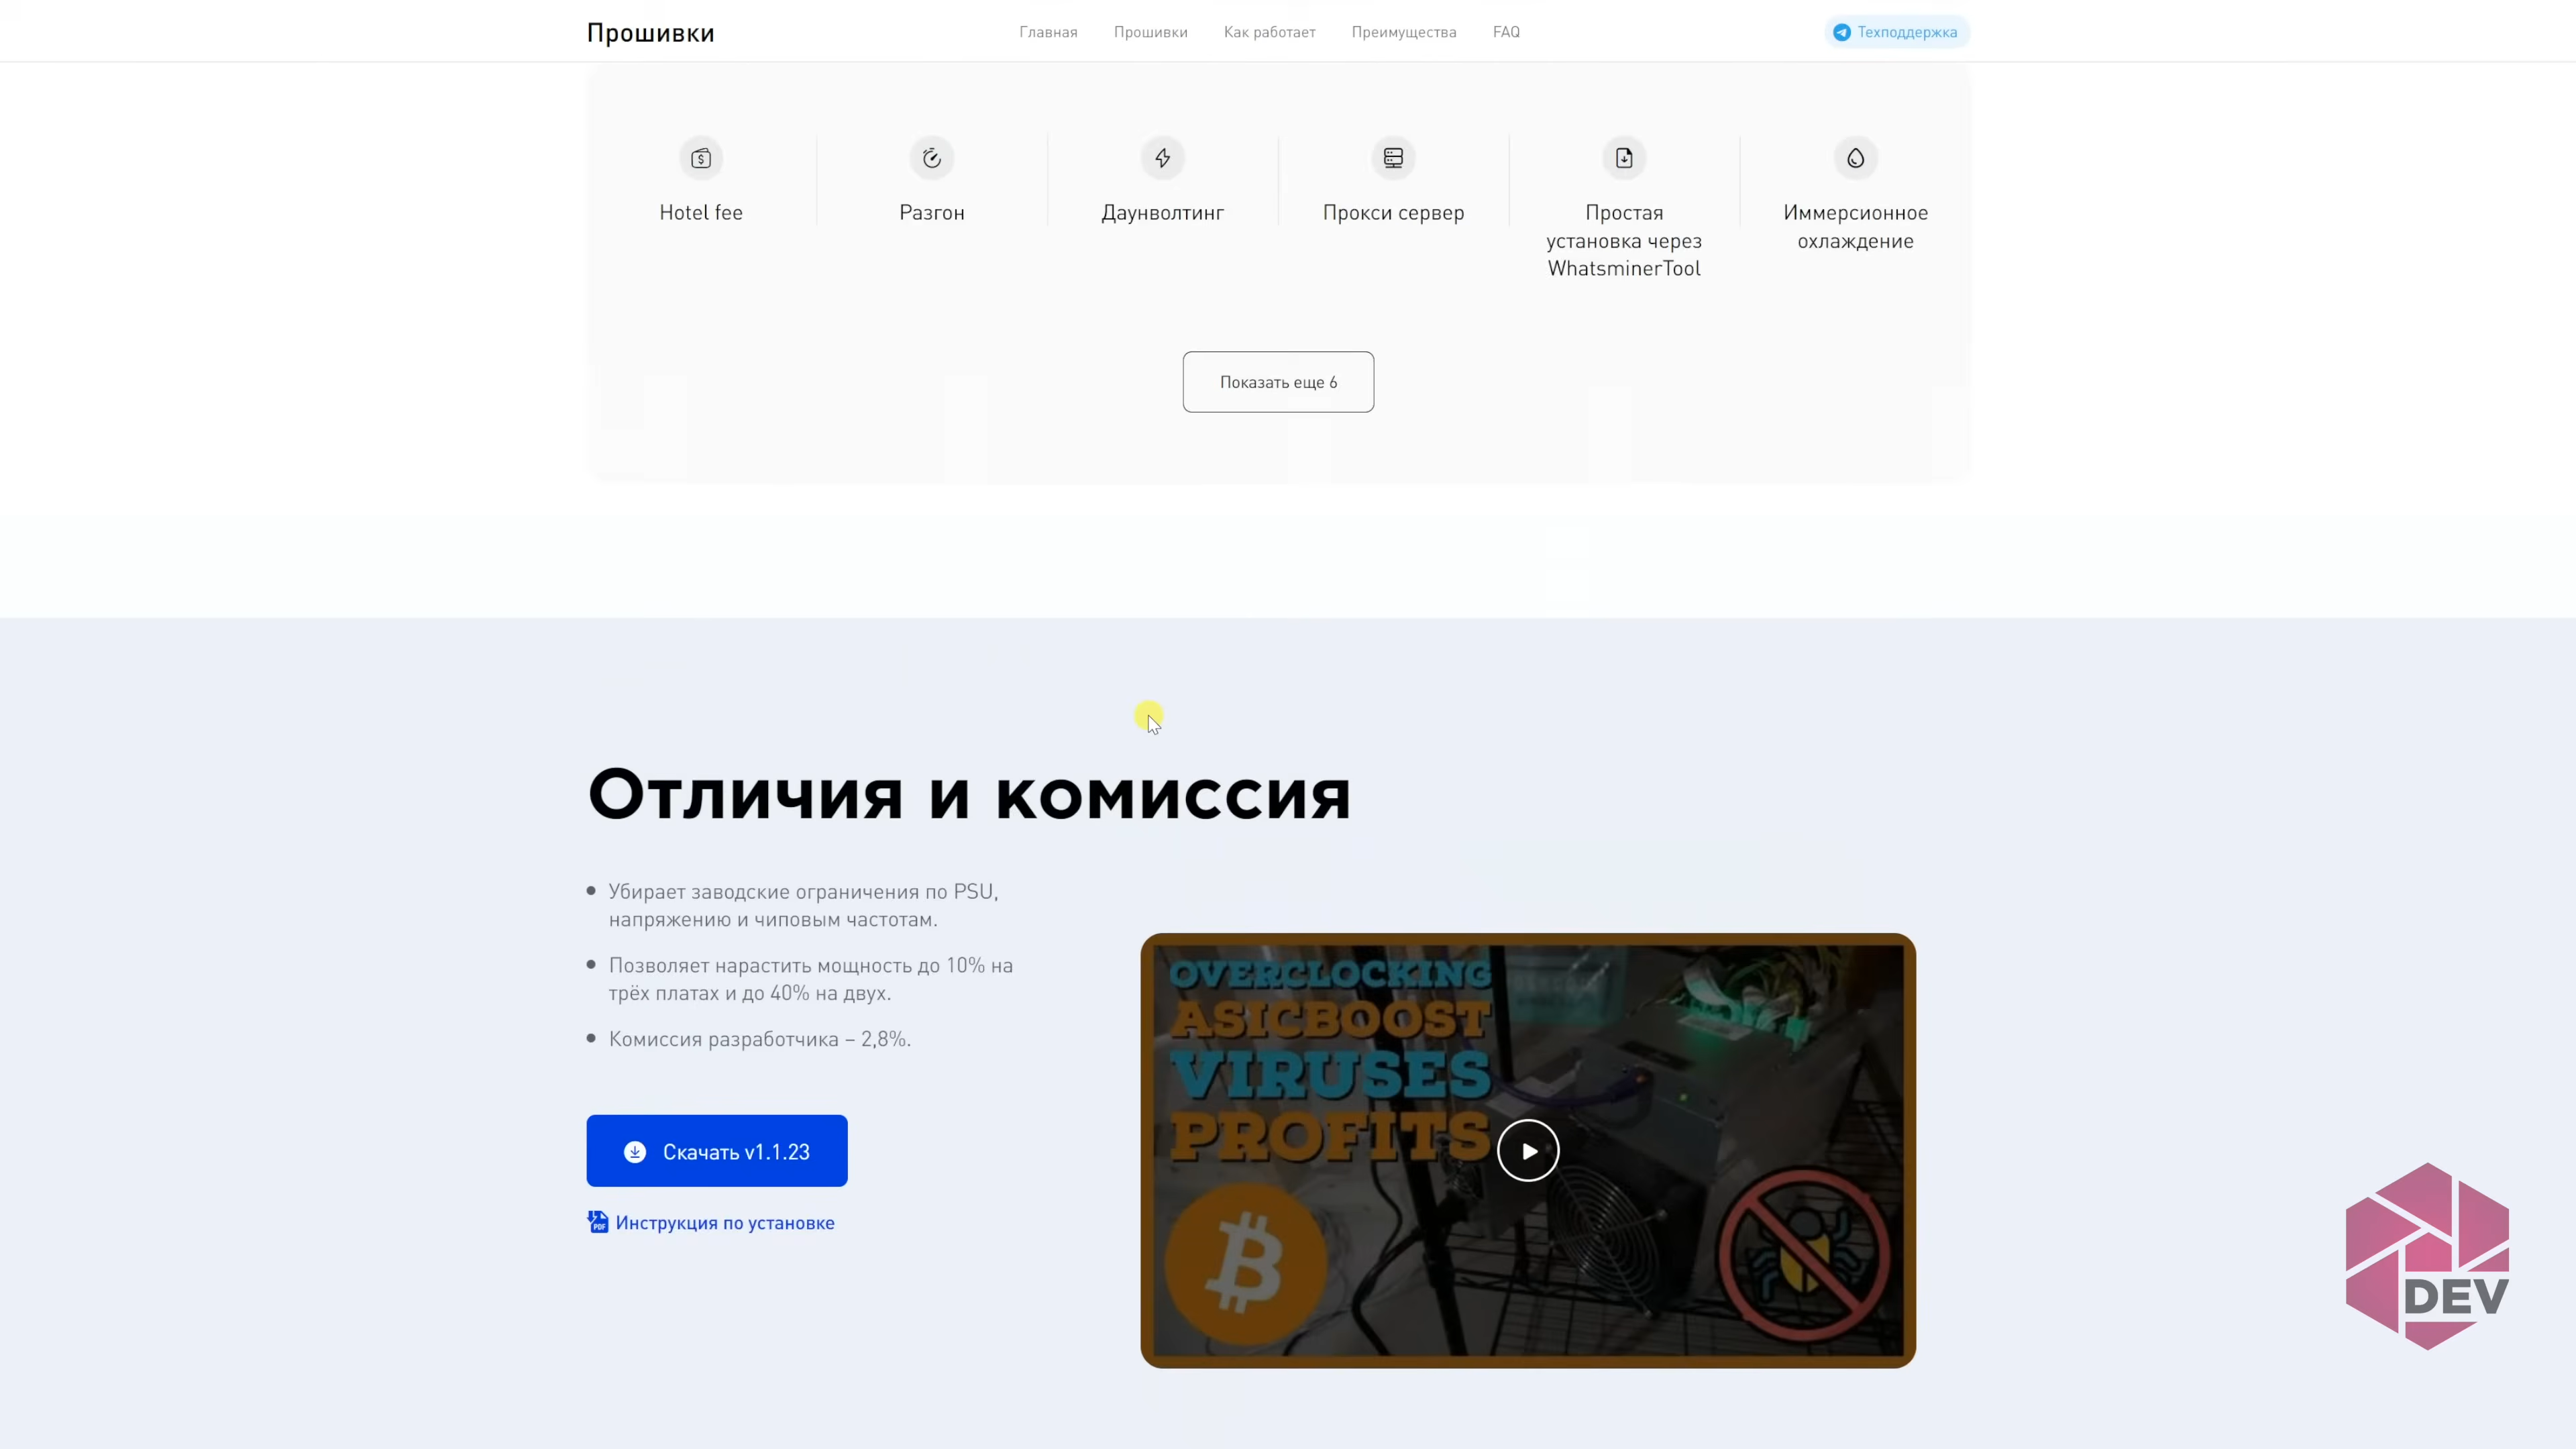 Прошивки
Главная
Прошивки
Как работает
Преимущества
FAQ
Техподдержка
Hotel fee
Разгон
Даунволтинг
Прокси сервер
Простая
установка через
WhatsminerTool
Иммерсионное
охлаждение
Показать еще 6
Отличия и комиссия
Убирает заводские ограничения по PSU,
напряжению и чиповым частотам.
Позволяет нарастить мощность до 10% на
трёх платах и до 40% на двух.
Комиссия разработчика – 2,8%.
Скачать v1.1.23
PDF
Инструкция по установке
OVERCLOCKING
ASICBOOST
VIRUSES
PROFITS
DEV